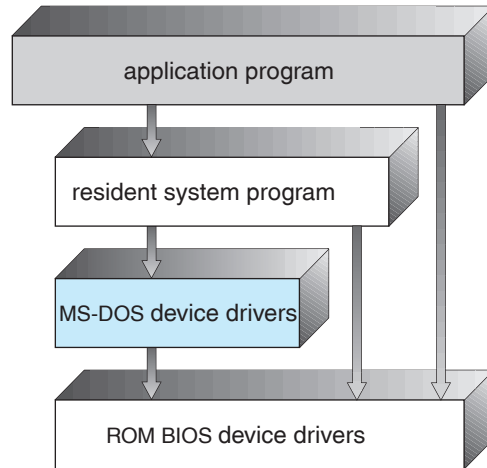 application program
resident system program
MS-DOS device drivers
ROM BIOS device drivers